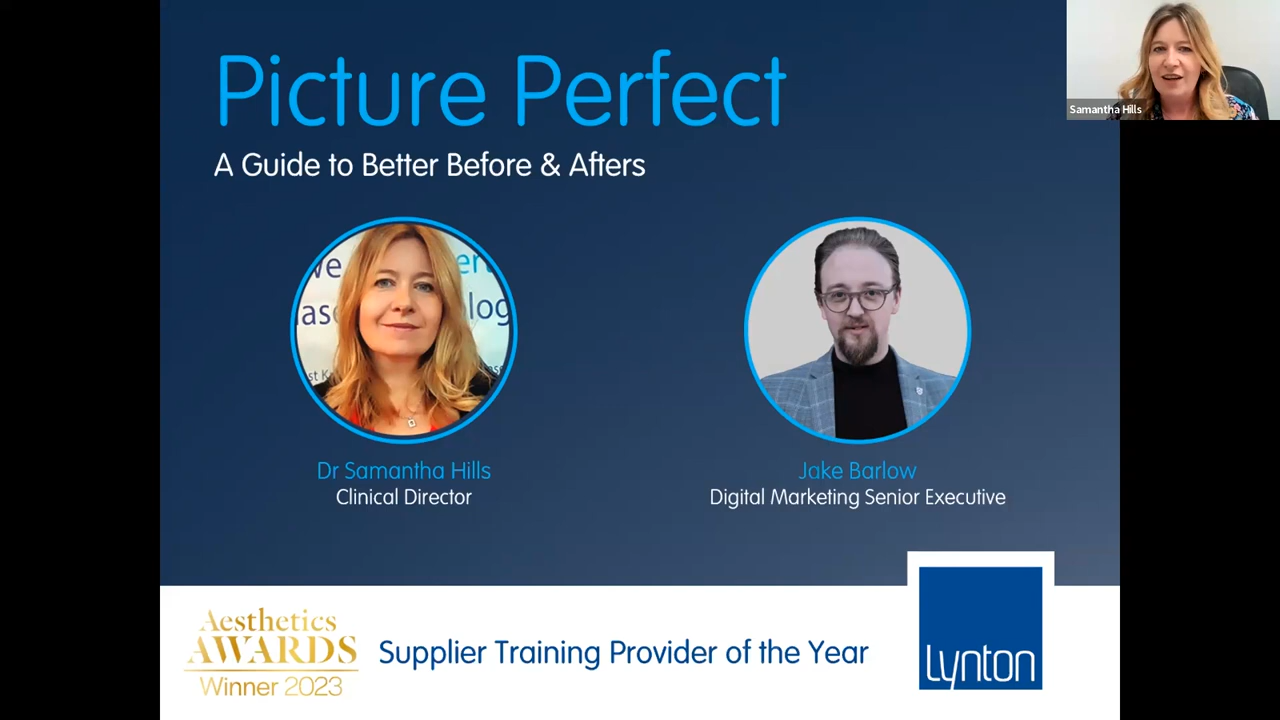 Picture Perfect
A Guide to Better Before & Afters
Samantha Hills
Dr Samantha Hills
Clinical Director
Jake Barlow
Digital Marketing Senior Executive
Aesthetics
AWARDS
Winner 2023
Supplier Training Provider of the Year
Lynton